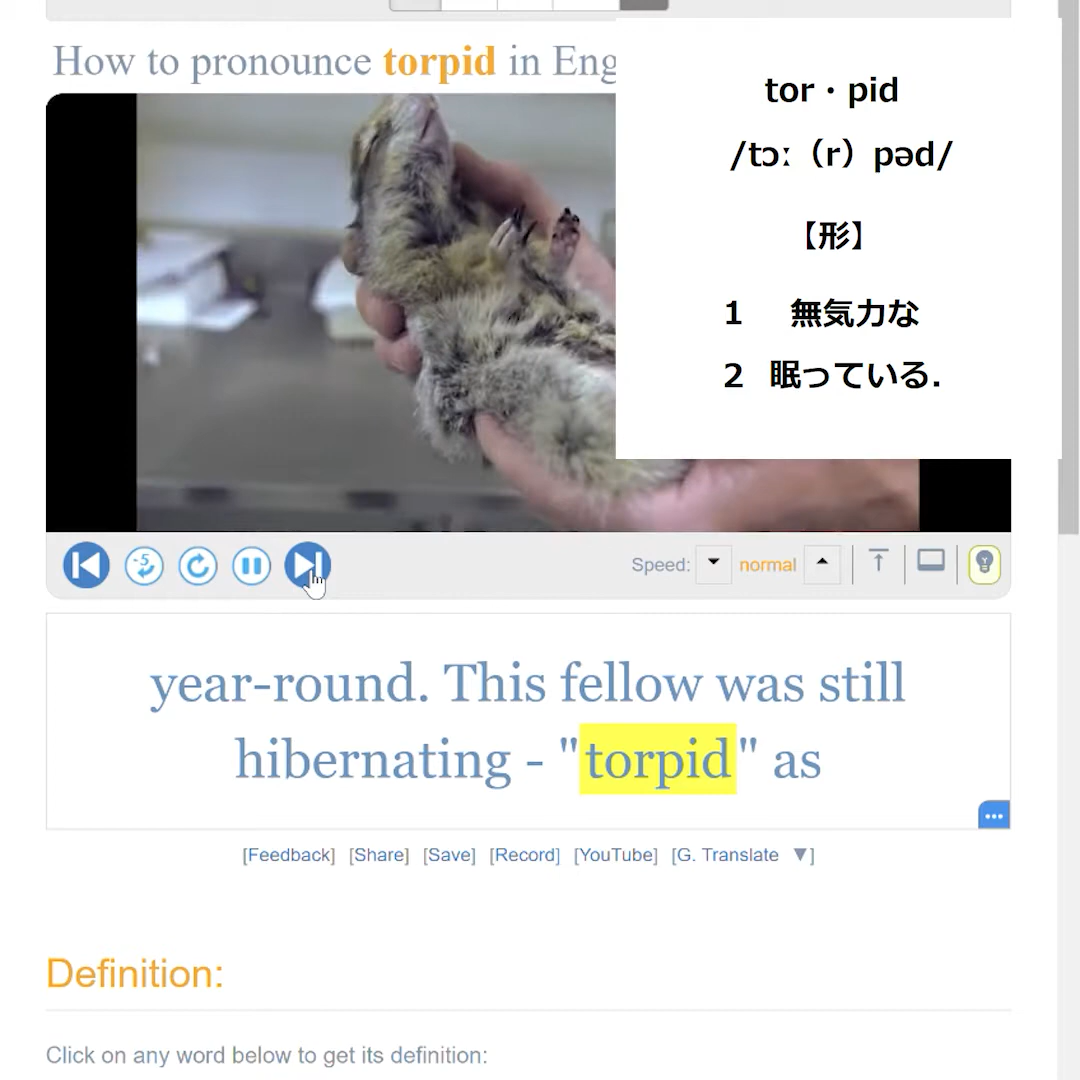 How to pronounce torpid in Eng
tor・pid
/tɔː（r）pəd/
【形】
1 無気力な
2 眠っている.
-5
Speed: normal
year-round. This fellow was still
hibernating - "torpid" as
[Feedback] [Share] [Save] [Record] [YouTube] [G. Translate ▼]
Definition:
Click on any word below to get its definition: